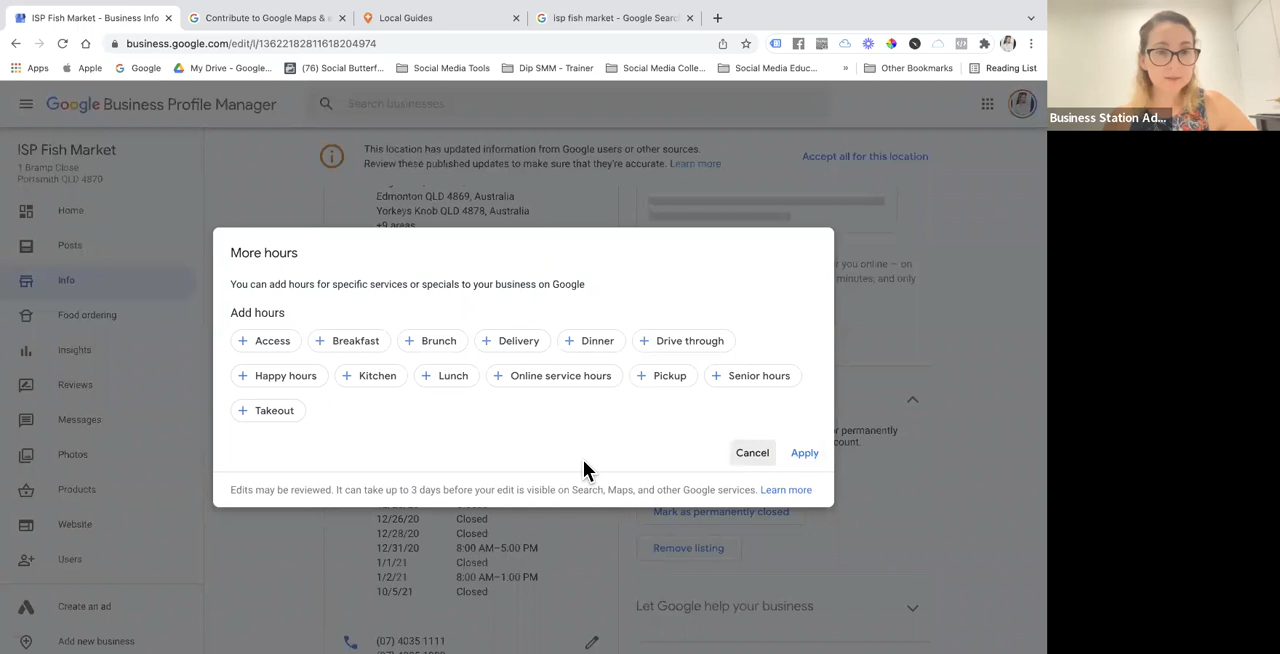 ISP Fish Market - Business Info
Contribute to Google Maps & e
Local Guides
isp fish market - Google Searc
business.google.com/edit/l/13622182811618204974
Apps
Apple
Google
My Drive - Google...
(76) Social Butterf...
Social Media Tools
Dip SMM - Trainer
Social Media Colle...
Social Media Educ...
»
Other Bookmarks
Reading List
Business Station Ad...
Google Business Profile Manager
Search businesses
ISP Fish Market
1 Bramp Close
Portsmith QLD 4870
Home
Posts
Info
Food ordering
Insights
Reviews
Messages
Photos
Products
Website
Users
Create an ad
Add new business
This location has updated information from Google users or other sources.
Review these published updates to make sure that they're accurate. Learn more
Accept all for this location
Edmonton QLD 4869, Australia
Yorkeys Knob QLD 4878, Australia
+9 areas
you online — on
minutes, and only
More hours
You can add hours for specific services or specials to your business on Google
Add hours
+ Access
+ Breakfast
+ Brunch
+ Delivery
+ Dinner
+ Drive through
+ Happy hours
+ Kitchen
+ Lunch
+ Online service hours
+ Pickup
+ Senior hours
+ Takeout
Cancel
Apply
Edits may be reviewed. It can take up to 3 days before your edit is visible on Search, Maps, and other Google services. Learn more
or permanently
count.
Mark as permanently closed
Remove listing
Let Google help your business
12/26/20 Closed
12/28/20 Closed
12/31/20 8:00 AM–5:00 PM
1/1/21 Closed
1/2/21 8:00 AM–1:00 PM
10/5/21 Closed
(07) 4035 1111